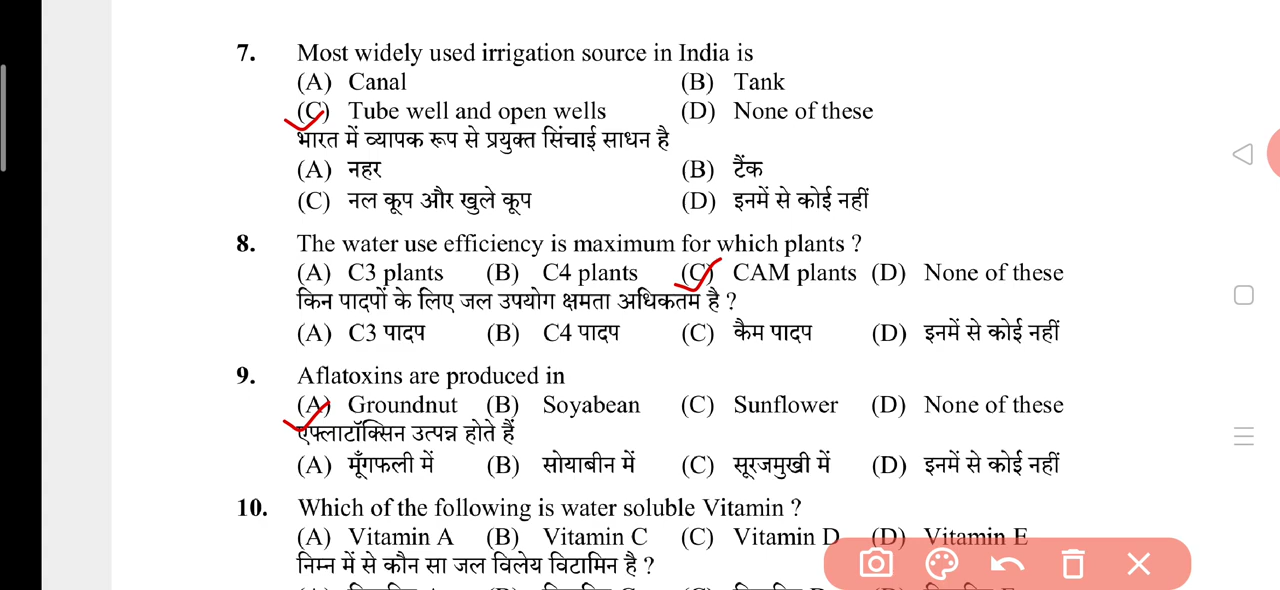 7. Most widely used irrigation source in India is
(A) Canal (B) Tank
(C) Tube well and open wells (D) None of these
भारत में व्यापक रूप से प्रयुक्त सिंचाई साधन है
(A) नहर (B) टैंक
(C) नल कूप और खुले कूप (D) इनमें से कोई नहीं
8. The water use efficiency is maximum for which plants ?
(A) C3 plants (B) C4 plants (C) CAM plants (D) None of these
किन पादपों के लिए जल उपयोग क्षमता अधिकतम है ?
(A) C3 पादप (B) C4 पादप (C) कैम पादप (D) इनमें से कोई नहीं
9. Aflatoxins are produced in
(A) Groundnut (B) Soyabean (C) Sunflower (D) None of these
एफ्लाटॉक्सिन उत्पन्न होते हैं
(A) मूँगफली में (B) सोयाबीन में (C) सूरजमुखी में (D) इनमें से कोई नहीं
10. Which of the following is water soluble Vitamin ?
(A) Vitamin A (B) Vitamin C (C) Vitamin D (D) Vitamin E
निम्न में से कौन सा जल विलेय विटामिन है ?